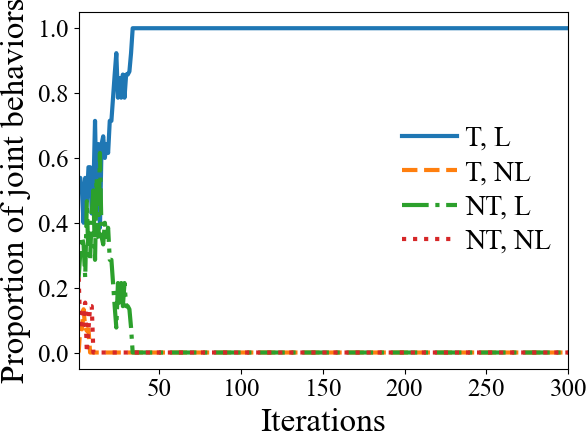 Proportion of joint behaviors
1.0
0.8
0.6
0.4
0.2
0.0
T, L
T, NL
NT, L
NT, NL
50 100 150 200 250 300
Iterations